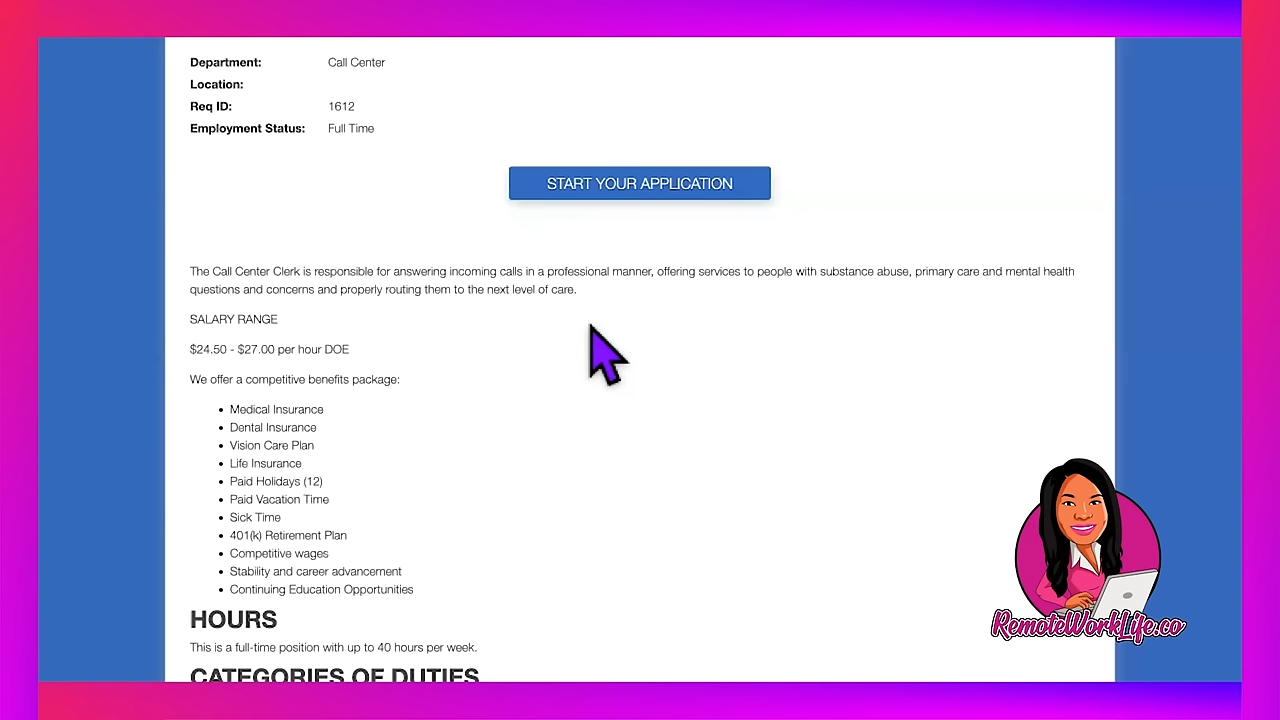 Department: Call Center
Location:
Req ID: 1612
Employment Status: Full Time
START YOUR APPLICATION
The Call Center Clerk is responsible for answering incoming calls in a professional manner, offering services to people with substance abuse, primary care and mental health
questions and concerns and properly routing them to the next level of care.
SALARY RANGE
$24.50 - $27.00 per hour DOE
We offer a competitive benefits package:
• Medical Insurance
• Dental Insurance
• Vision Care Plan
• Life Insurance
• Paid Holidays (12)
• Paid Vacation Time
• Sick Time
• 401(k) Retirement Plan
• Competitive wages
• Stability and career advancement
• Continuing Education Opportunities
HOURS
This is a full-time position with up to 40 hours per week.
CATEGORIES OF DUTIES
RemoteWorkLife.co